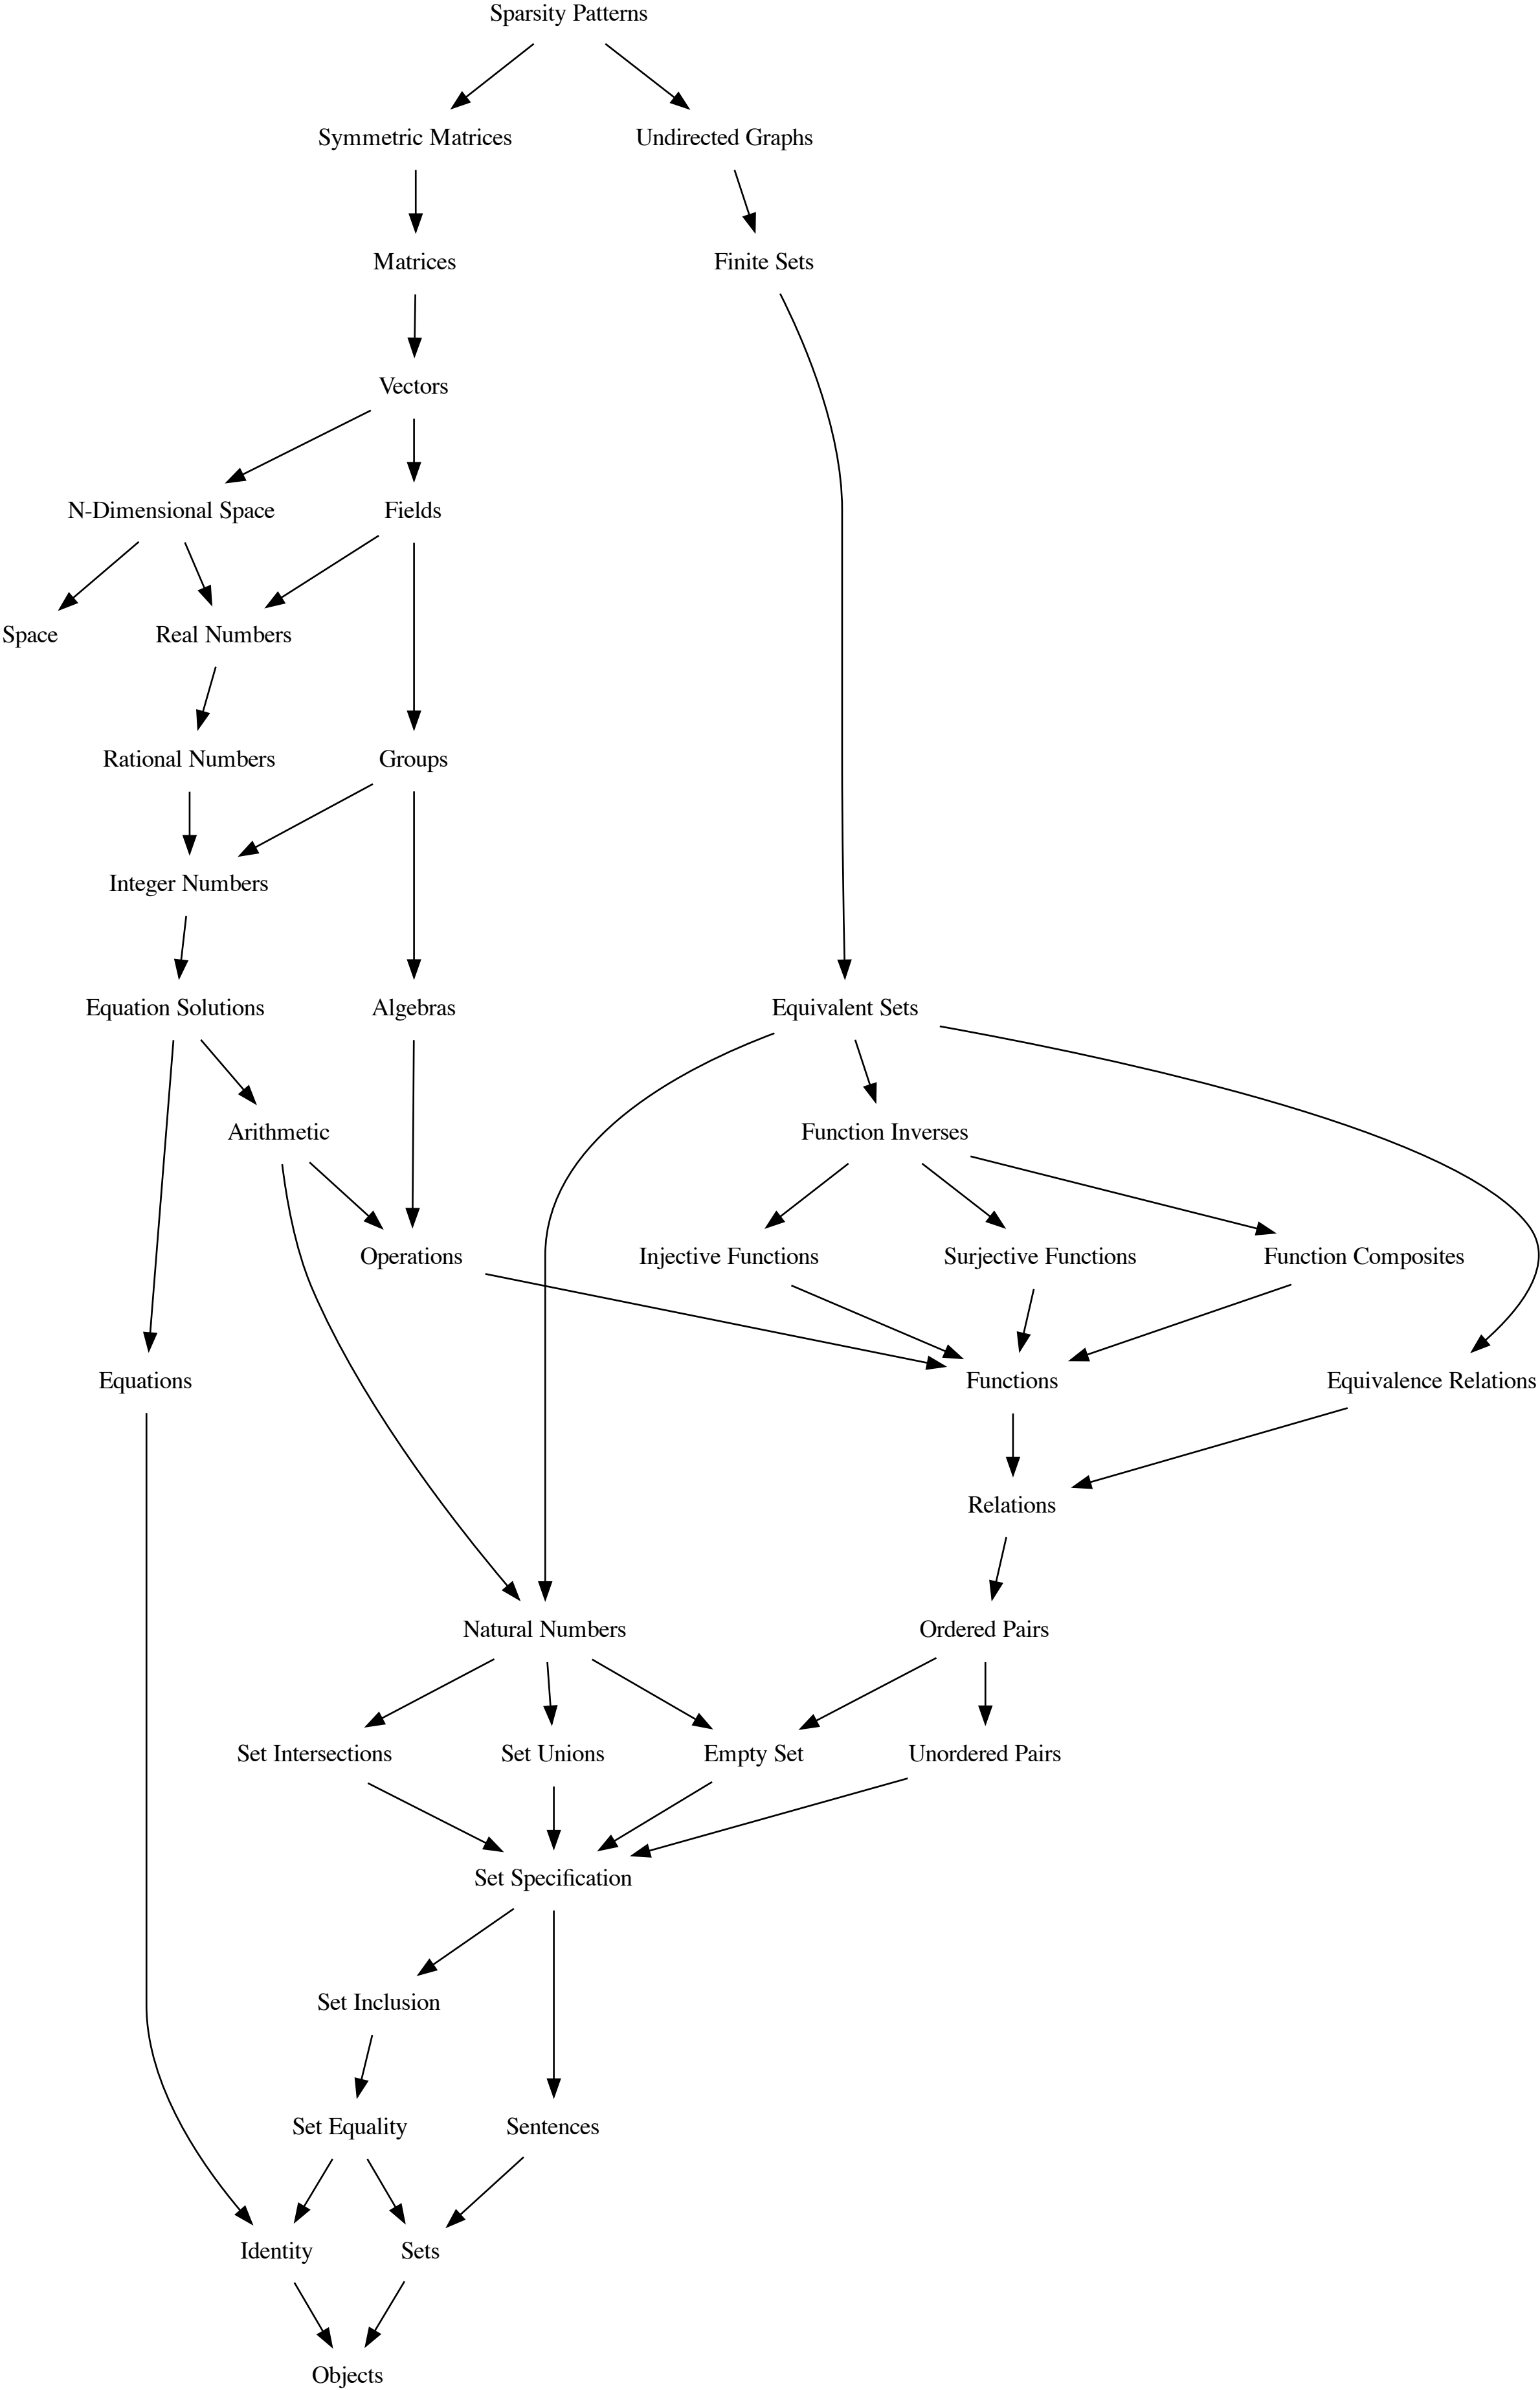 Sparsity Patterns
Symmetric Matrices
Undirected Graphs
Matrices
Finite Sets
Vectors
N-Dimensional Space
Fields
Space
Real Numbers
Rational Numbers
Groups
Integer Numbers
Equation Solutions
Algebras
Equivalent Sets
Arithmetic
Function Inverses
Operations
Injective Functions
Surjective Functions
Function Composites
Equations
Functions
Equivalence Relations
Relations
Natural Numbers
Ordered Pairs
Set Intersections
Set Unions
Empty Set
Unordered Pairs
Set Specification
Set Inclusion
Set Equality
Sentences
Identity
Sets
Objects